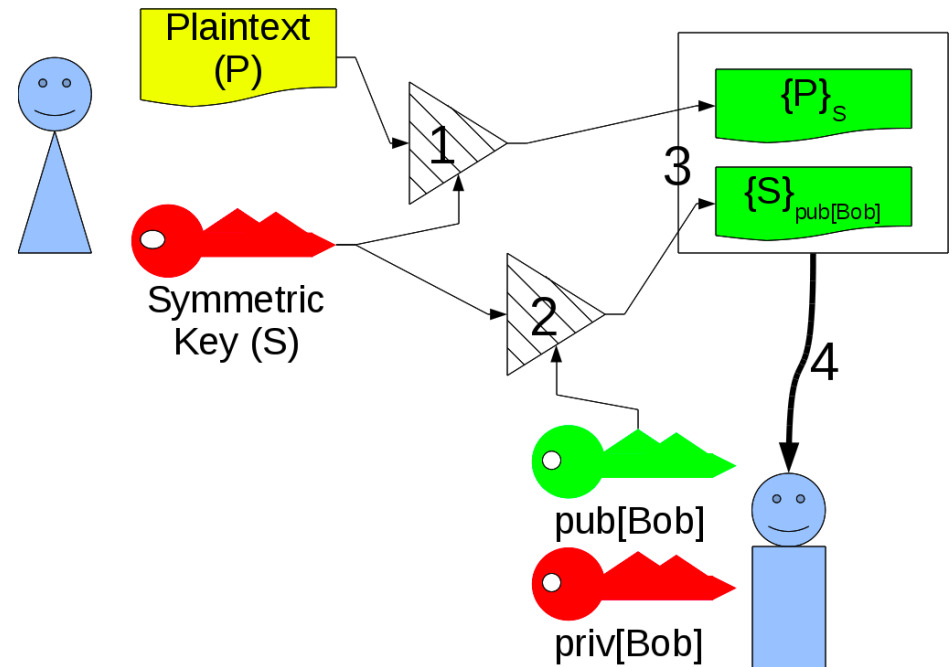 Plaintext
(P)
1
{P}S
3
{S}pub[Bob]
Symmetric
Key (S)
2
4
pub[Bob]
priv[Bob]